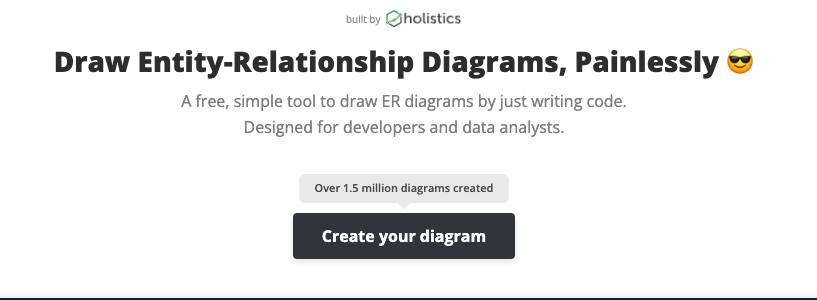 built by holistics
Draw Entity-Relationship Diagrams, Painlessly 😎
A free, simple tool to draw ER diagrams by just writing code.
Designed for developers and data analysts.
Over 1.5 million diagrams created
Create your diagram